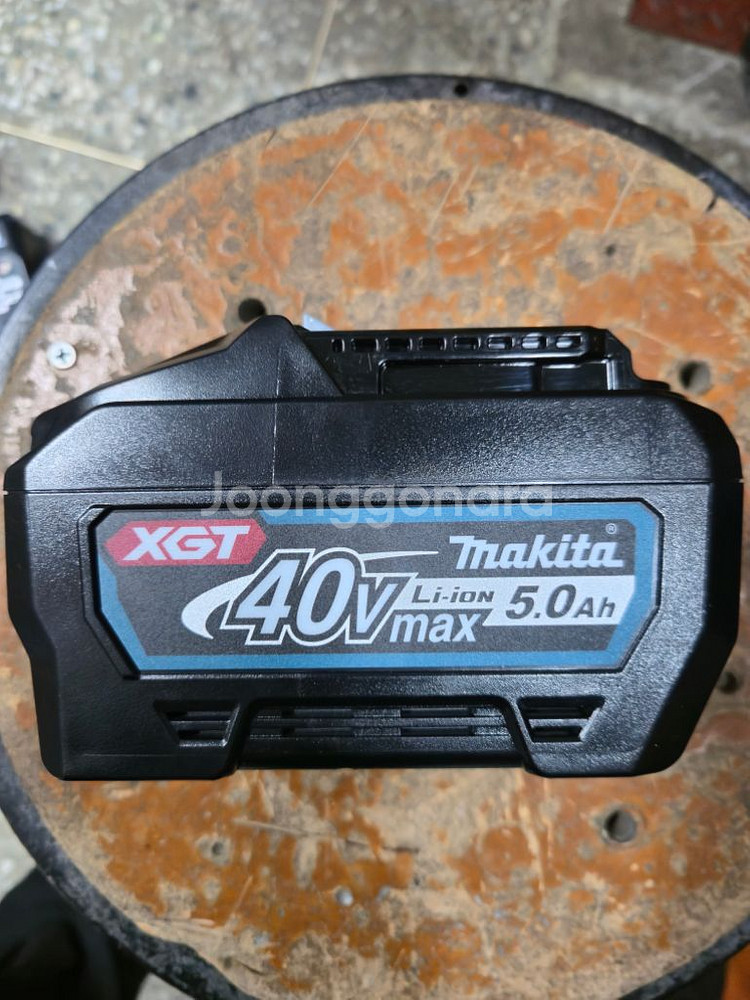 Joonggonara
XGT
makita®
40v max
Li-ion 5.0Ah